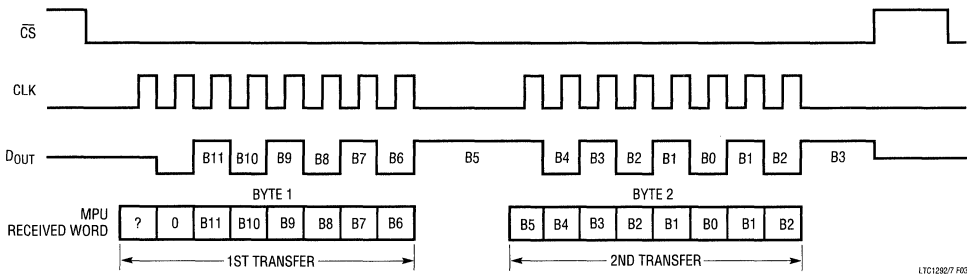 CS
CLK
DOUT B11 B10 B9 B8 B7 B6 B5 B4 B3 B2 B1 B0 B1 B2 B3
BYTE 1 BYTE 2
MPU
RECEIVED WORD
? 0 B11 B10 B9 B8 B7 B6 B5 B4 B3 B2 B1 B0 B1 B2
1ST TRANSFER 2ND TRANSFER
LTC1292/7 F03